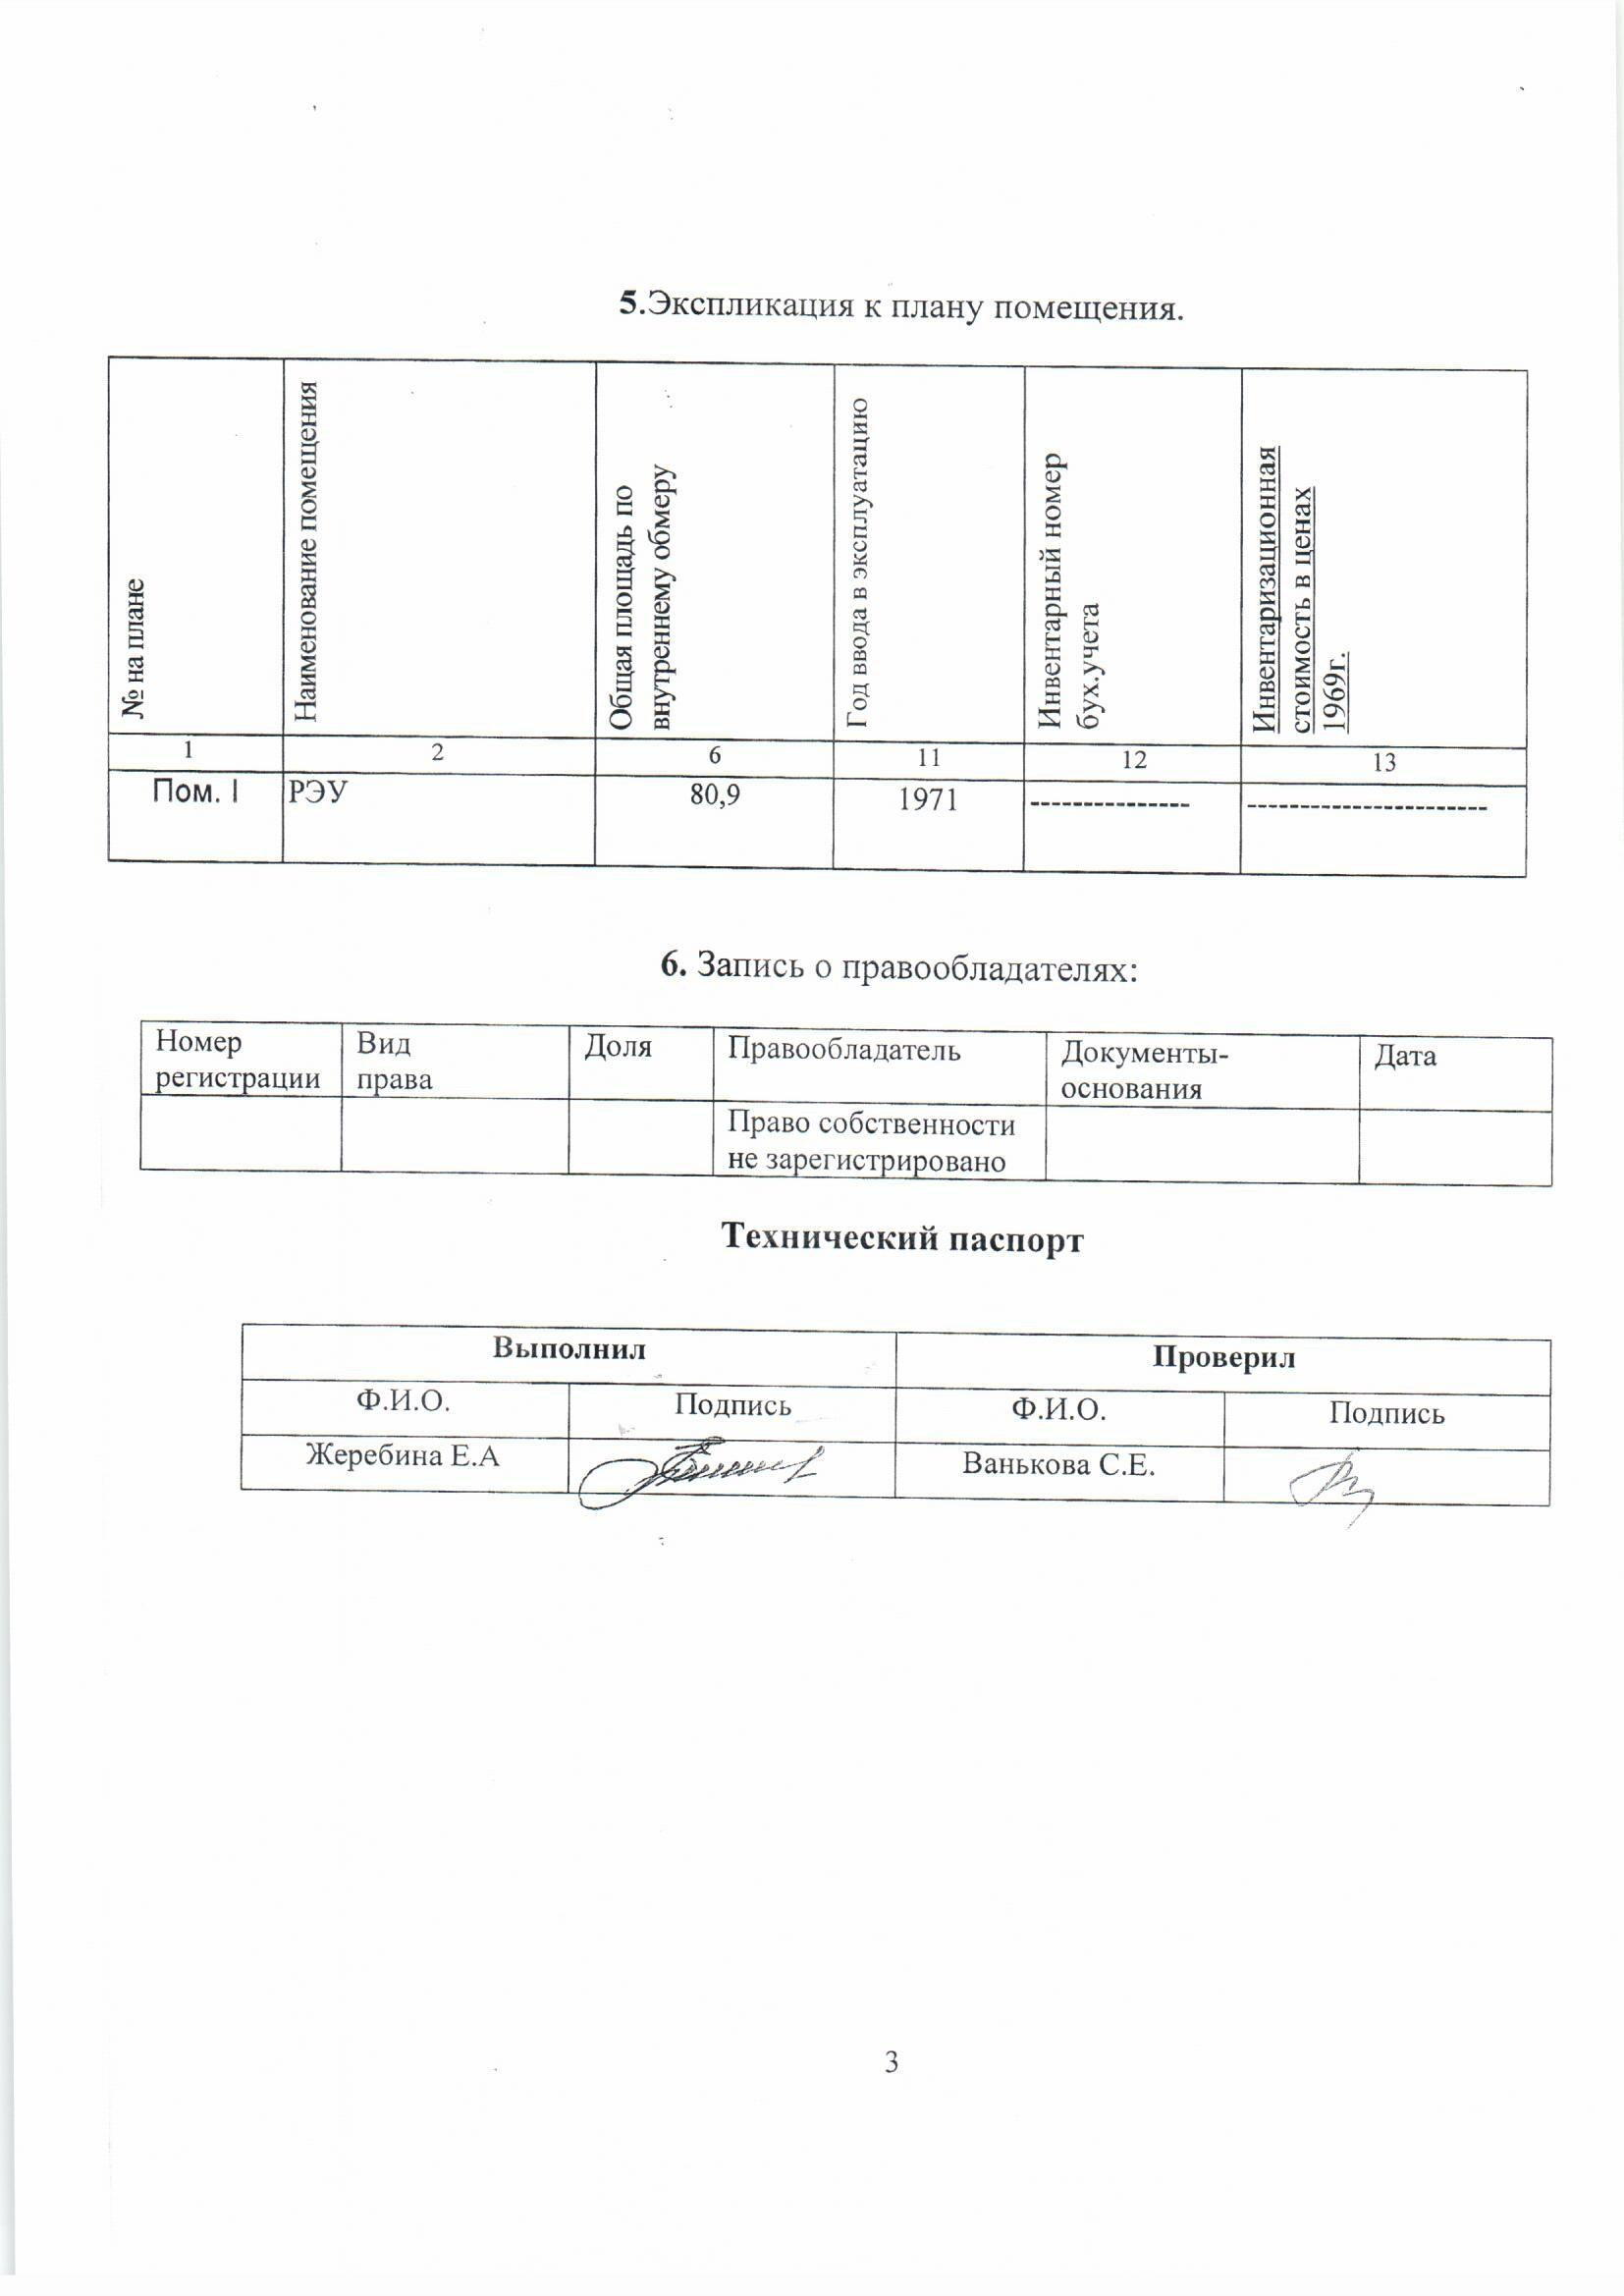 5.Экспликация к плану помещения.
№ на плане
Наименование помещения
Общая площадь по
внутреннему обмеру
Год ввода в эксплуатацию
Инвентарный номер
бух.учета
Инвентаризационная
стоимость в ценах
1969г.
1 2 6 11 12 13
Пом. I РЭУ 80,9 1971 --------------- -----------------------
6. Запись о правообладателях:
Номер
регистрации
Вид
права
Доля
Правообладатель
Документы-
основания
Дата
Право собственности
не зарегистрировано
Технический паспорт
Выполнил Проверил
Ф.И.О. Подпись Ф.И.О. Подпись
Жеребина Е.А Ванькова С.Е.
3